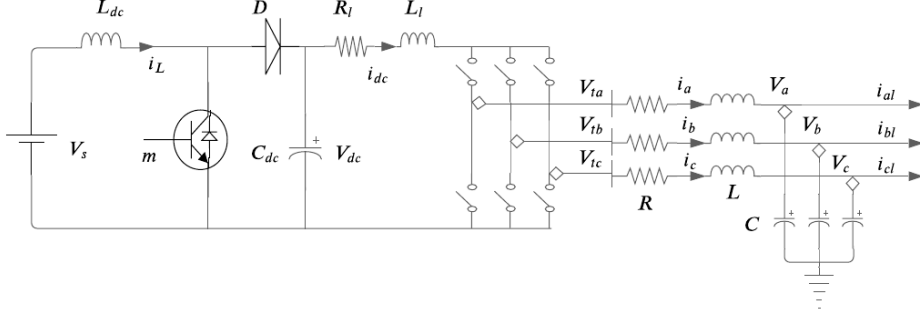 L_dc D R_l L_l
i_L i_dc
V_ta i_a V_a i_al
V_s m C_dc V_dc
V_tb i_b V_b i_bl
V_tc i_c V_c i_cl
R L C